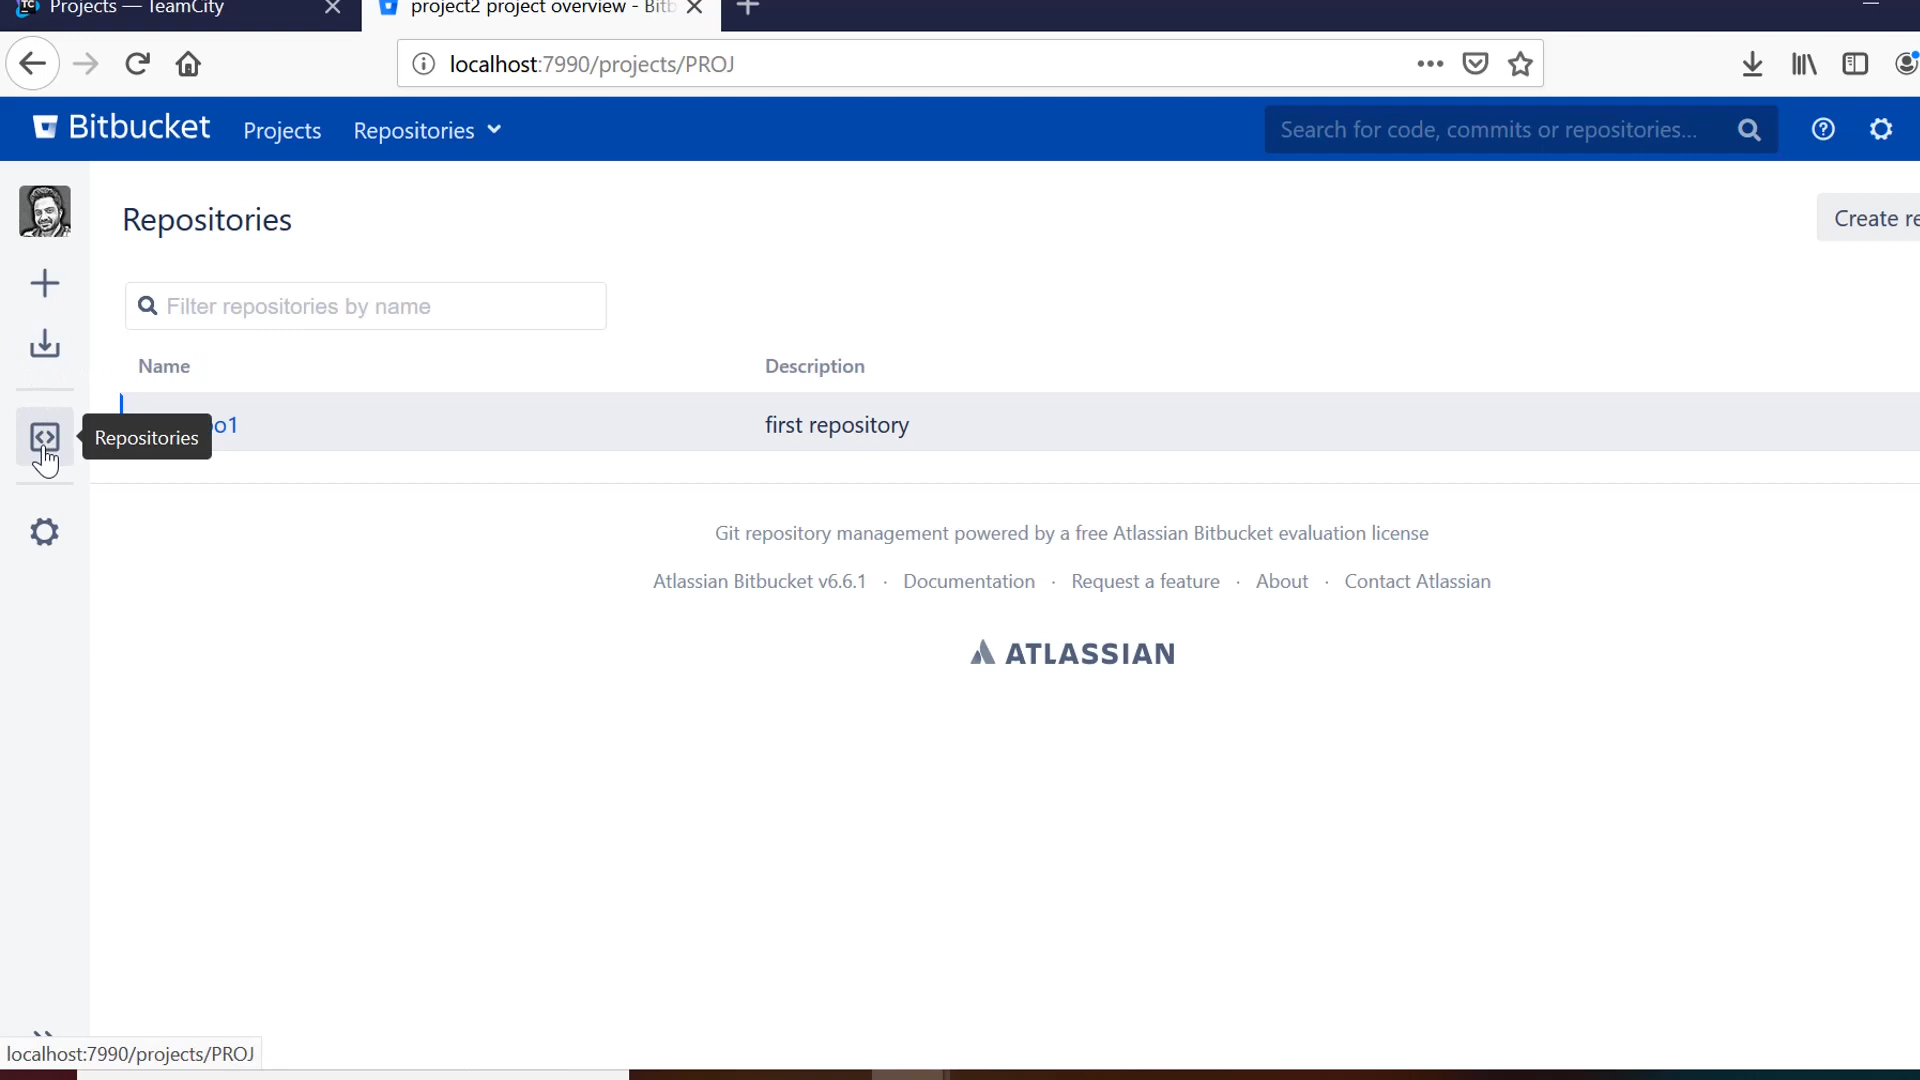 Projects — TeamCity
project2 project overview - Bitb
localhost:7990/projects/PROJ
Bitbucket
Projects
Repositories
Search for code, commits or repositories...
Repositories
Create re
Filter repositories by name
Name
Description
Repositories
o1
first repository
Git repository management powered by a free Atlassian Bitbucket evaluation license
Atlassian Bitbucket v6.6.1 · Documentation · Request a feature · About · Contact Atlassian
ATLASSIAN
localhost:7990/projects/PROJ